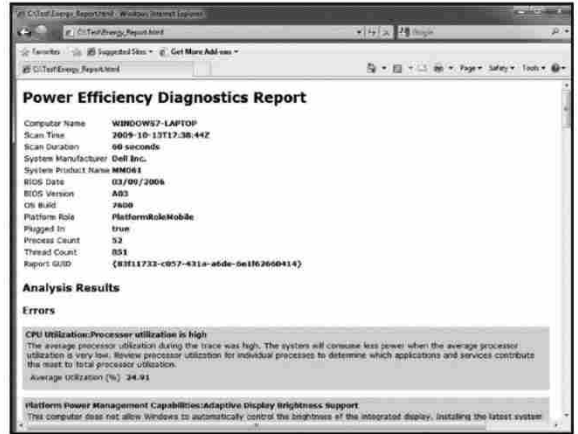 C:\Test\Energy_Report.html - Windows Internet Explorer
C:\Test\Energy_Report.html
Favorites Suggested Sites Get More Add-ons
C:\Test\Energy_Report.html
Page Safety Tools
Power Efficiency Diagnostics Report
Computer Name WINDOWS7-LAPTOP
Scan Time 2009-10-13T17:38:44Z
Scan Duration 60 seconds
System Manufacturer Dell Inc.
System Product Name MM061
BIOS Date 03/09/2006
BIOS Version A03
OS Build 7600
Platform Role PlatformRoleMobile
Plugged In true
Process Count 52
Thread Count 851
Report GUID
Analysis Results
Errors
CPU Utilization:Processor utilization is high
The average processor utilization during the trace was high. The system will consume less power when the average processor
utilization is very low. Review processor utilization for individual processes to determine which applications and services contribute
the most to total processor utilization.
Average Utilization (%) 34.91
Platform Power Management Capabilities:Adaptive Display Brightness Support
This computer does not allow Windows to automatically control the brightness of the integrated display. Installing the latest system